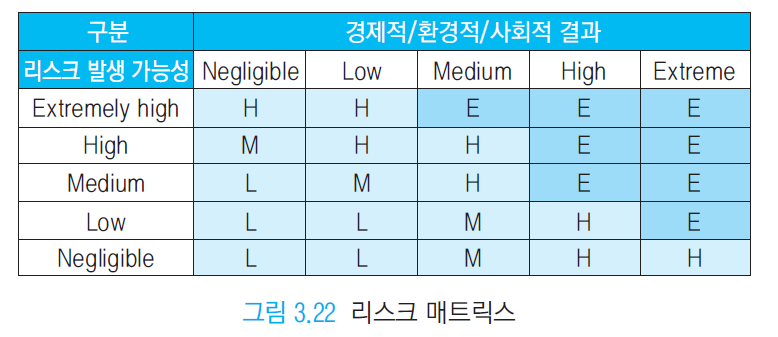 구분 경제적/환경적/사회적 결과
리스크 발생 가능성 Negligible Low Medium High Extreme
Extremely high H H E E E
High M H H E E
Medium L M H E E
Low L L M H E
Negligible L L M H H
그림 3.22 리스크 매트릭스